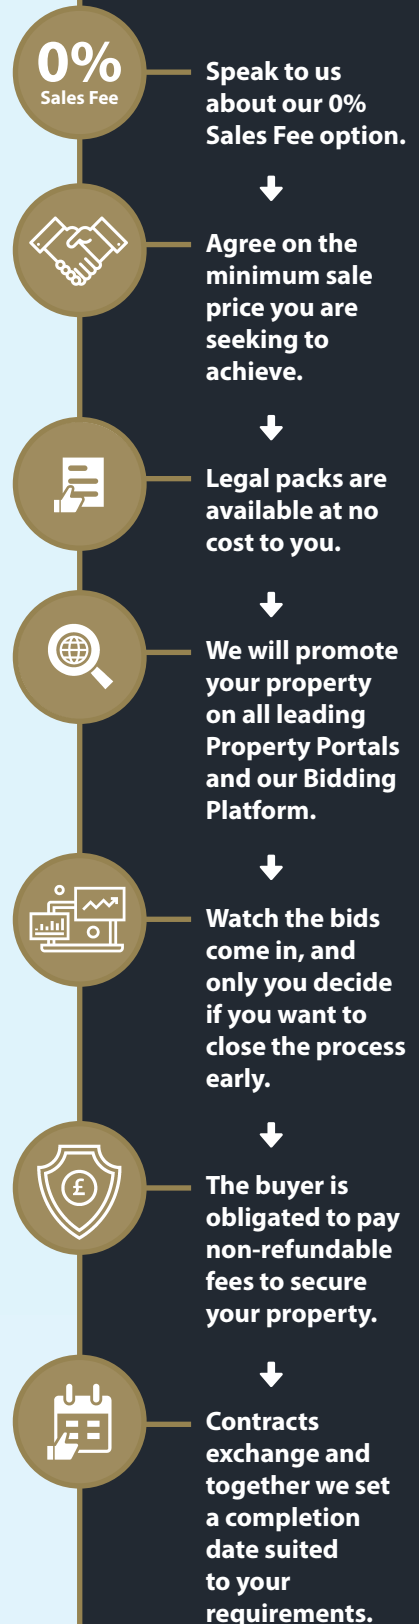 0%
Sales Fee
Speak to us
about our 0%
Sales Fee option.
Agree on the
minimum sale
price you are
seeking to
achieve.
Legal packs are
available at no
cost to you.
We will promote
your property
on all leading
Property Portals
and our Bidding
Platform.
Watch the bids
come in, and
only you decide
if you want to
close the process
early.
£
The buyer is
obligated to pay
non-refundable
fees to secure
your property.
Contracts
exchange and
together we set
a completion
date suited
to your
requirements.